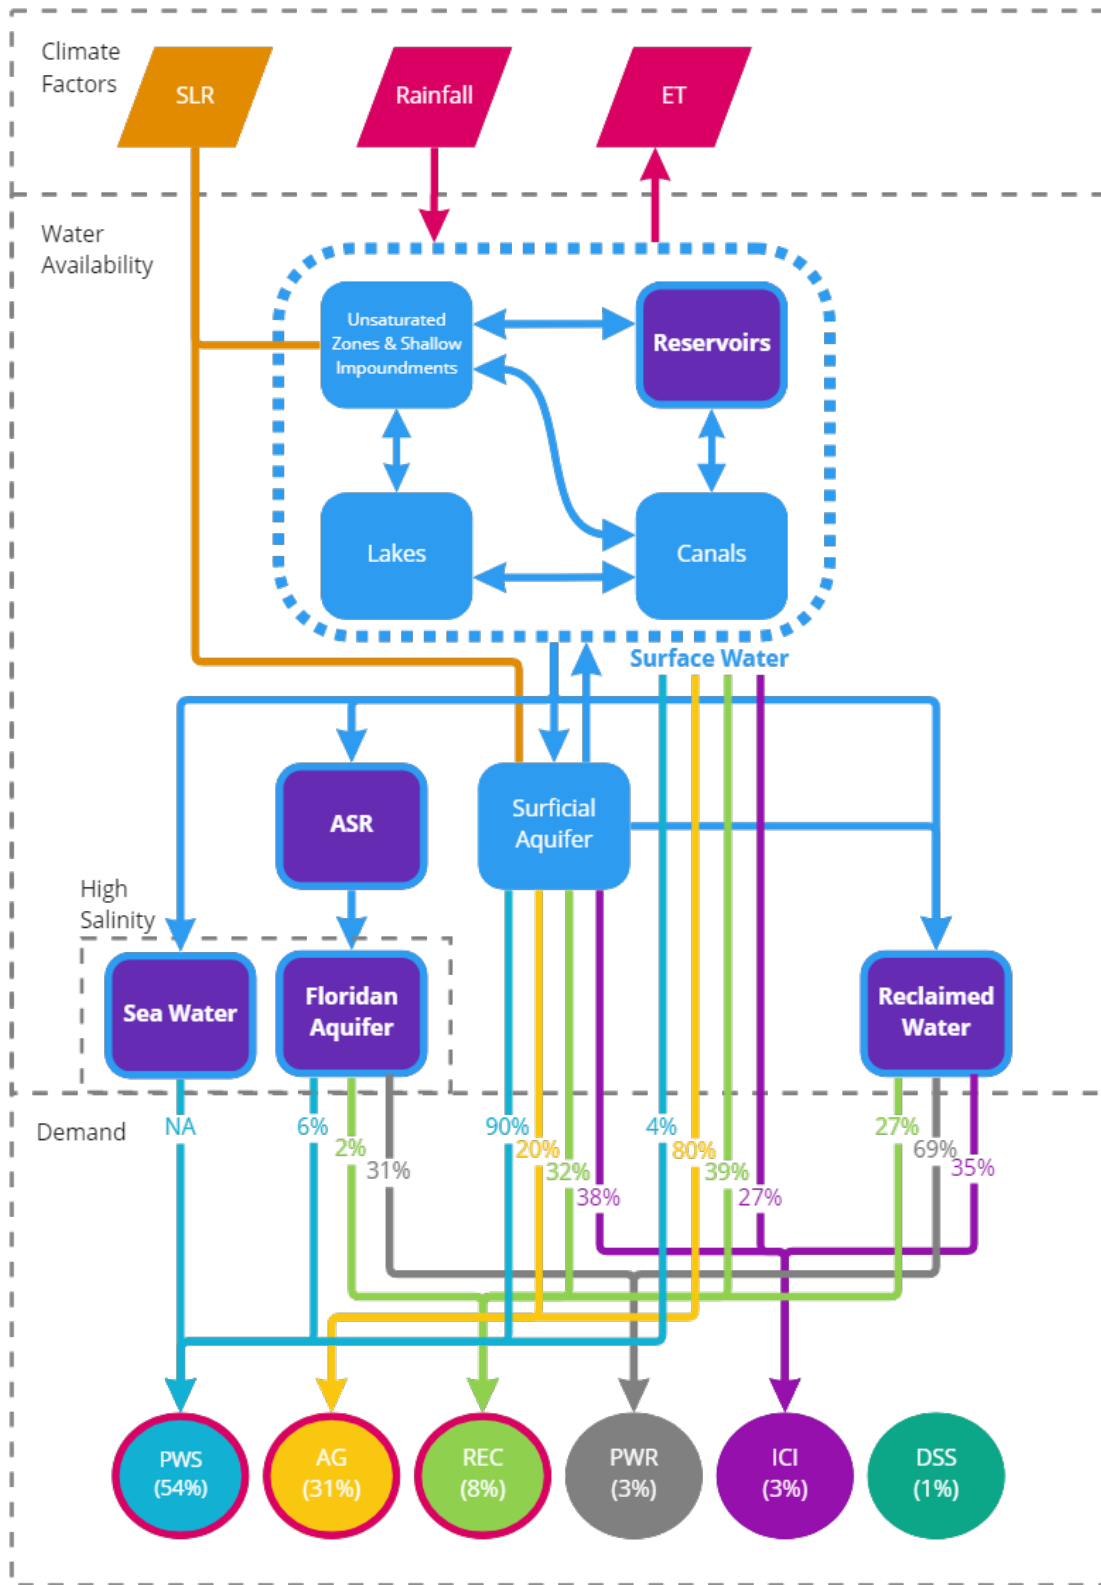 Climate
Factors
SLR
Rainfall
ET
Water
Availability
Unsaturated
Zones & Shallow
Impoundments
Reservoirs
Lakes
Canals
Surface Water
ASR
Surficial
Aquifer
High
Salinity
Sea Water
Floridan
Aquifer
Reclaimed
Water
Demand
NA
6%
2%
31%
90%
20%
32%
38%
4%
80%
39%
27%
27%
69%
35%
PWS
(54%)
AG
(31%)
REC
(8%)
PWR
(3%)
ICI
(3%)
DSS
(1%)